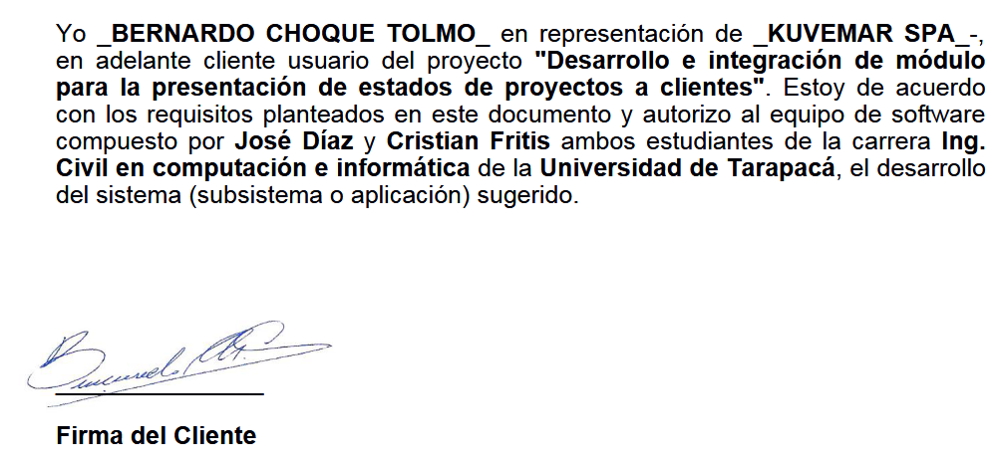 Yo _BERNARDO CHOQUE TOLMO_ en representación de _KUVEMAR SPA_-,
en adelante cliente usuario del proyecto "Desarrollo e integración de módulo
para la presentación de estados de proyectos a clientes". Estoy de acuerdo
con los requisitos planteados en este documento y autorizo al equipo de software
compuesto por José Díaz y Cristian Fritis ambos estudiantes de la carrera Ing.
Civil en computación e informática de la Universidad de Tarapacá, el desarrollo
del sistema (subsistema o aplicación) sugerido.
Firma del Cliente